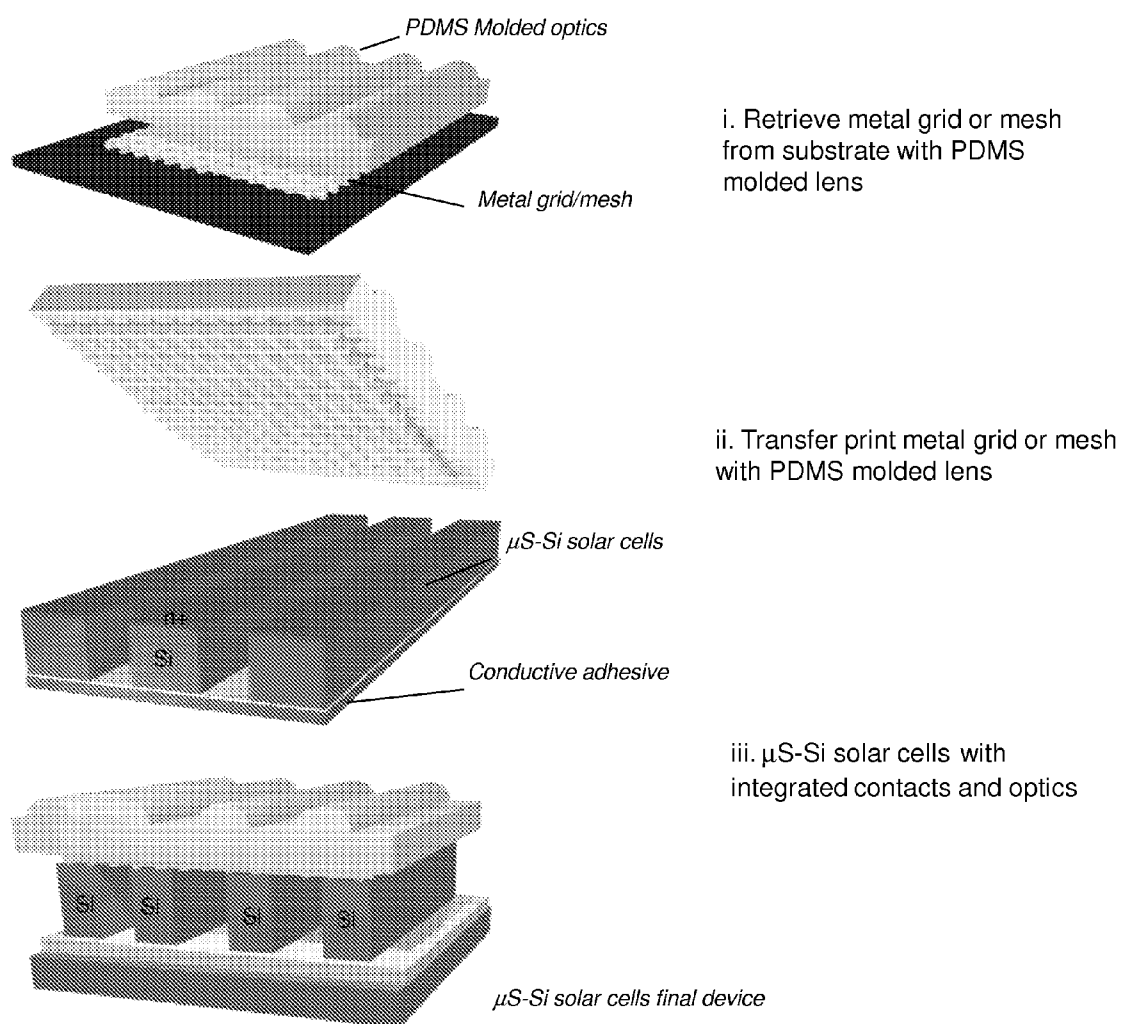 PDMS Molded optics
i. Retrieve metal grid or mesh
from substrate with PDMS
molded lens
Metal grid/mesh
ii. Transfer print metal grid or mesh
with PDMS molded lens
μS-Si solar cells
n+
Si
Conductive adhesive
iii. μS-Si solar cells with
integrated contacts and optics
Si
Si
Si
Si
μS-Si solar cells final device